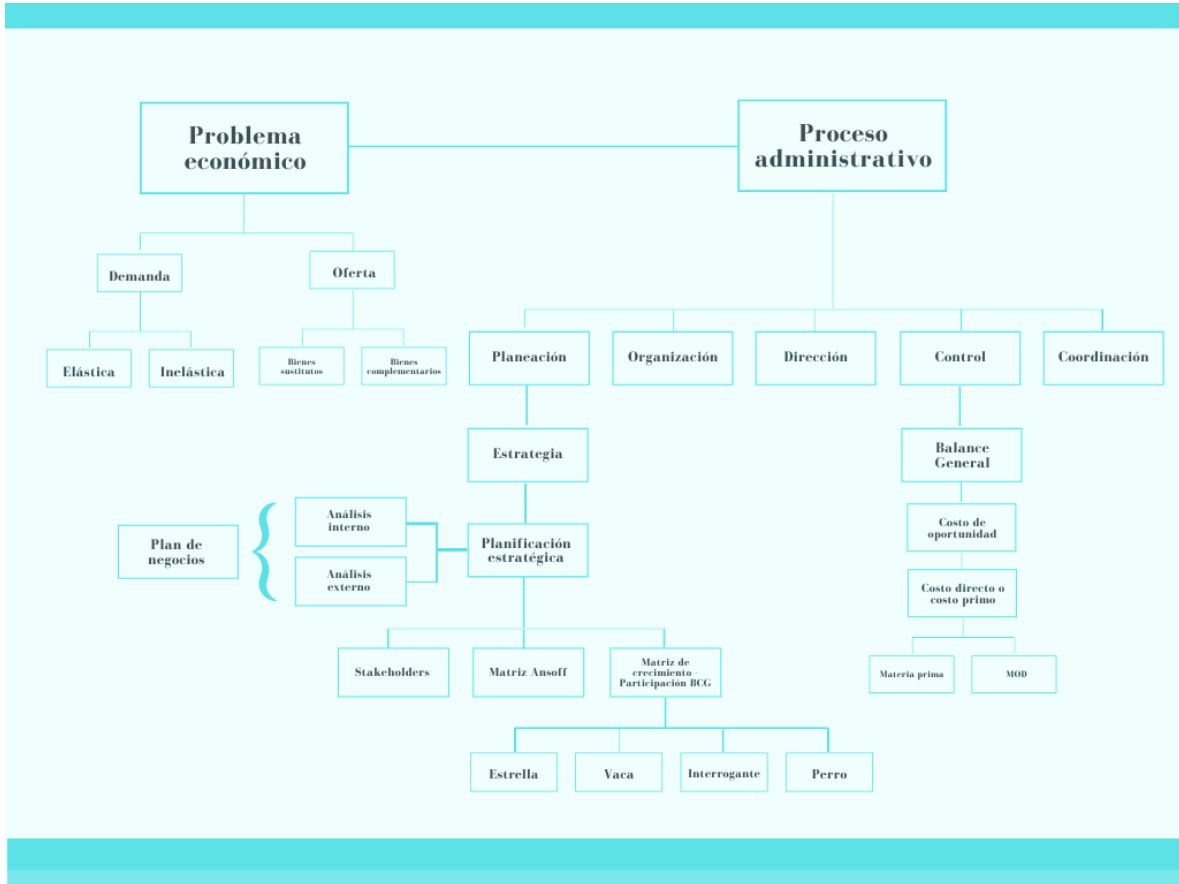 Problema
económico
Proceso
administrativo
Demanda
Oferta
Elástica
Inelástica
Bienes
sustitutos
Bienes
complementarios
Planeación
Organización
Dirección
Control
Coordinación
Estrategia
Balance
General
Plan de
negocios
Análisis
interno
Análisis
externo
Planificación
estratégica
Costo de
oportunidad
Costo directo o
costo primo
Stakeholders
Matriz Ansoff
Matriz de
crecimiento -
Participación BCG
Materia prima
MOD
Estrella
Vaca
Interrogante
Perro